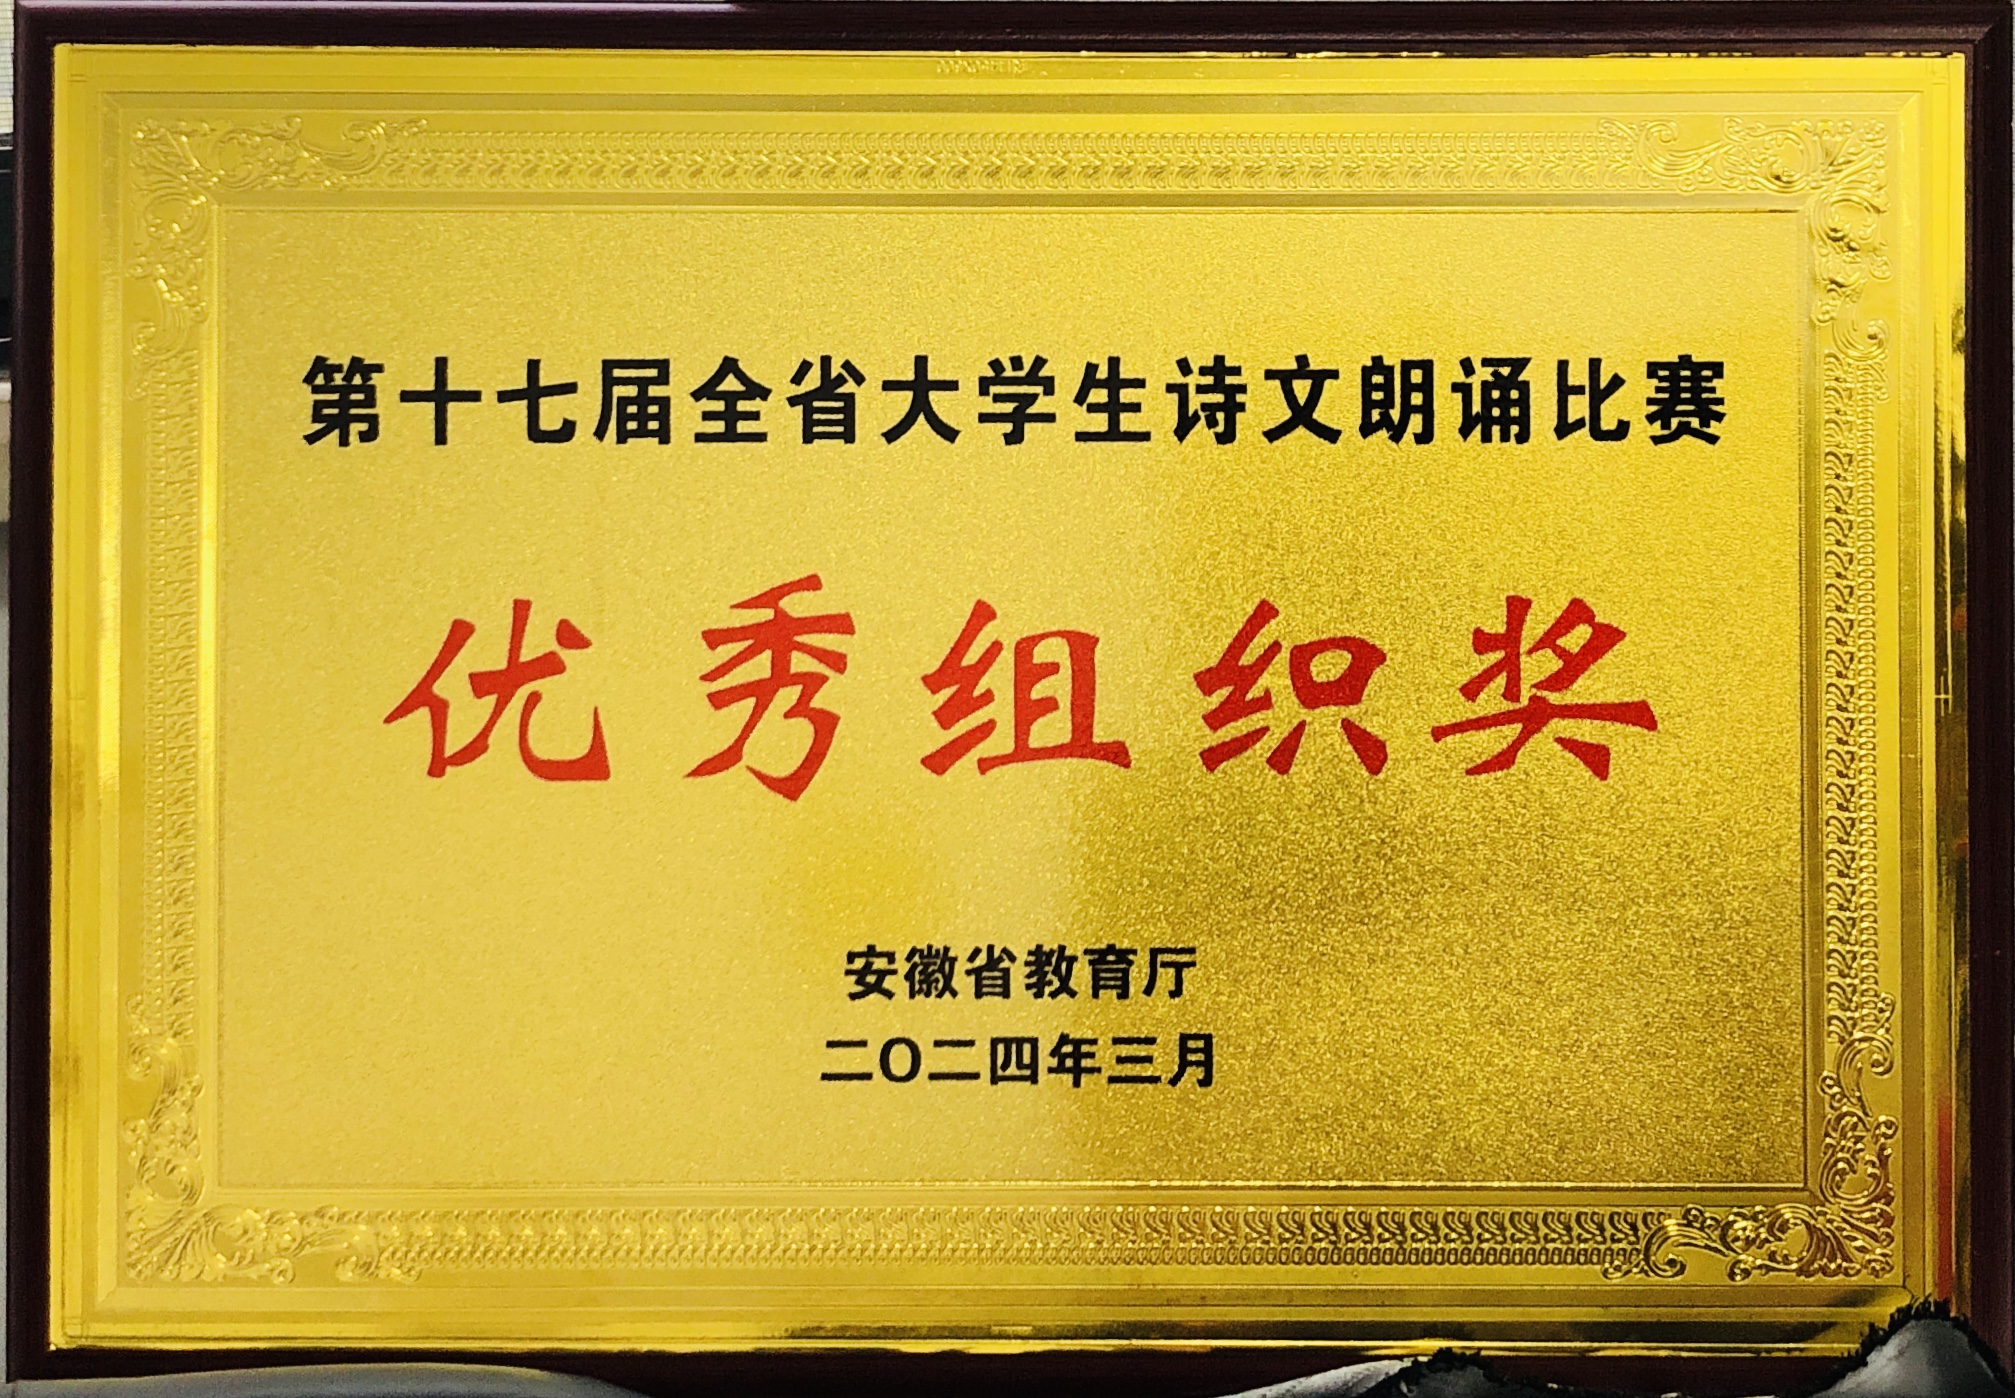 第十七届全省大学生诗文朗诵比赛
优秀组织奖
安徽省教育厅
二〇二四年三月